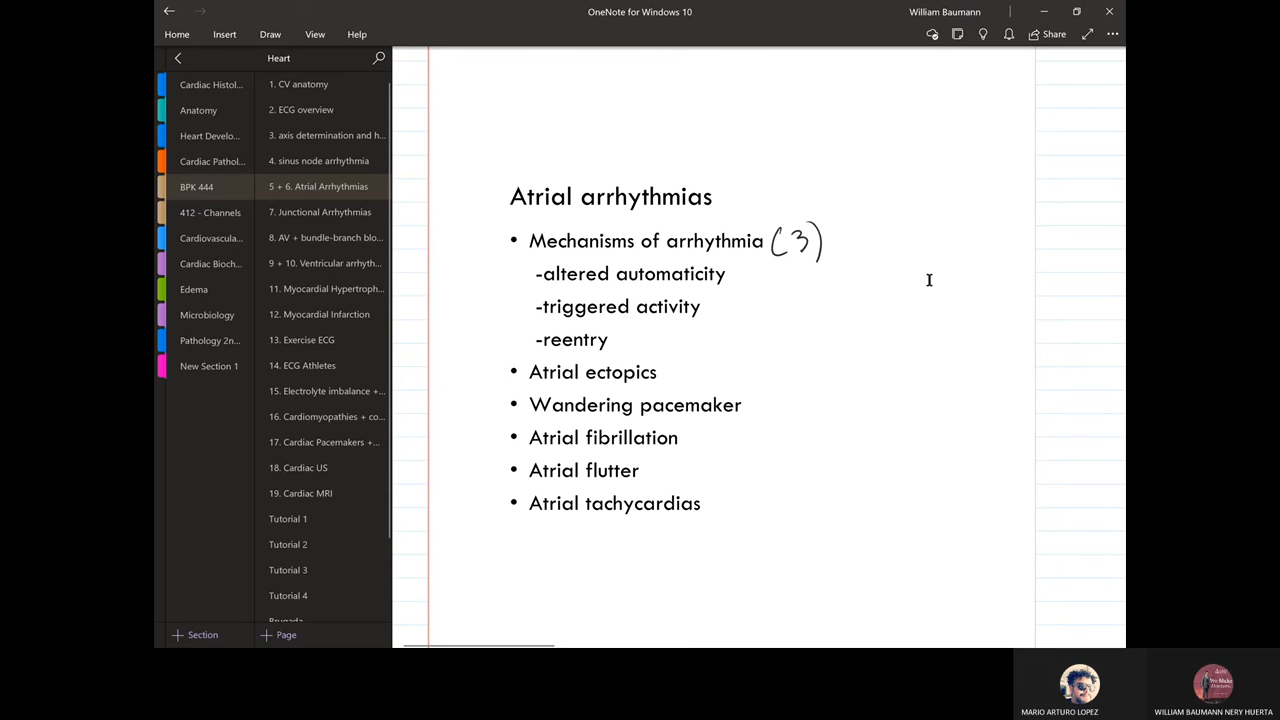 OneNote for Windows 10
William Baumann
Home Insert Draw View Help
Share
Heart
Cardiac Histol...
Anatomy
Heart Develo...
Cardiac Pathol...
BPK 444
412 - Channels
Cardiovascula...
Cardiac Bioch...
Edema
Microbiology
Pathology 2n...
New Section 1
1. CV anatomy
2. ECG overview
3. axis determination and h...
4. sinus node arrhythmia
5 + 6. Atrial Arrhythmias
7. Junctional Arrhythmias
8. AV + bundle-branch blo...
9 + 10. Ventricular arryth...
11. Myocardial Hypertroph...
12. Myocardial Infarction
13. Exercise ECG
14. ECG Athletes
15. Electrolyte imbalance +...
16. Cardiomyopathies + co...
17. Cardiac Pacemakers +...
18. Cardiac US
19. Cardiac MRI
Tutorial 1
Tutorial 2
Tutorial 3
Tutorial 4
Brugada
+ Section
+ Page
Atrial arrhythmias
• Mechanisms of arrhythmia (3)
-altered automaticity
-triggered activity
-reentry
• Atrial ectopics
• Wandering pacemaker
• Atrial fibrillation
• Atrial flutter
• Atrial tachycardias
MARIO ARTURO LOPEZ
WILLIAM BAUMANN NERY HUERTA